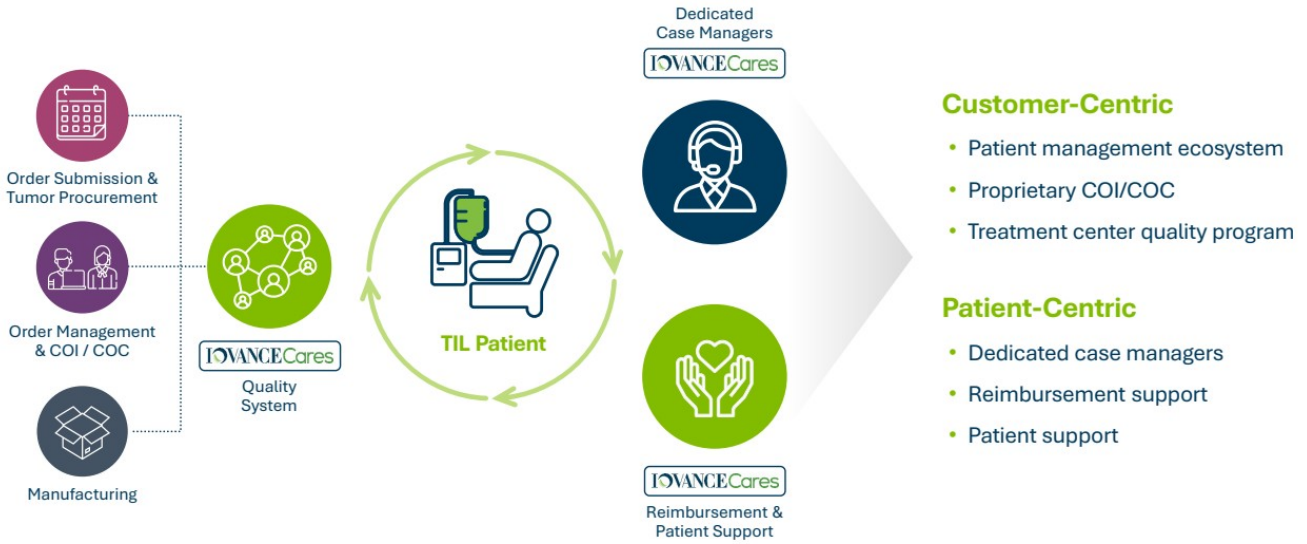 Order Submission &
Tumor Procurement
Order Management
& COI / COC
Manufacturing
IOVANCECares
Quality
System
TIL Patient
Dedicated
Case Managers
IOVANCECares
IOVANCECares
Reimbursement &
Patient Support
Customer-Centric
• Patient management ecosystem
• Proprietary COI/COC
• Treatment center quality program
Patient-Centric
• Dedicated case managers
• Reimbursement support
• Patient support